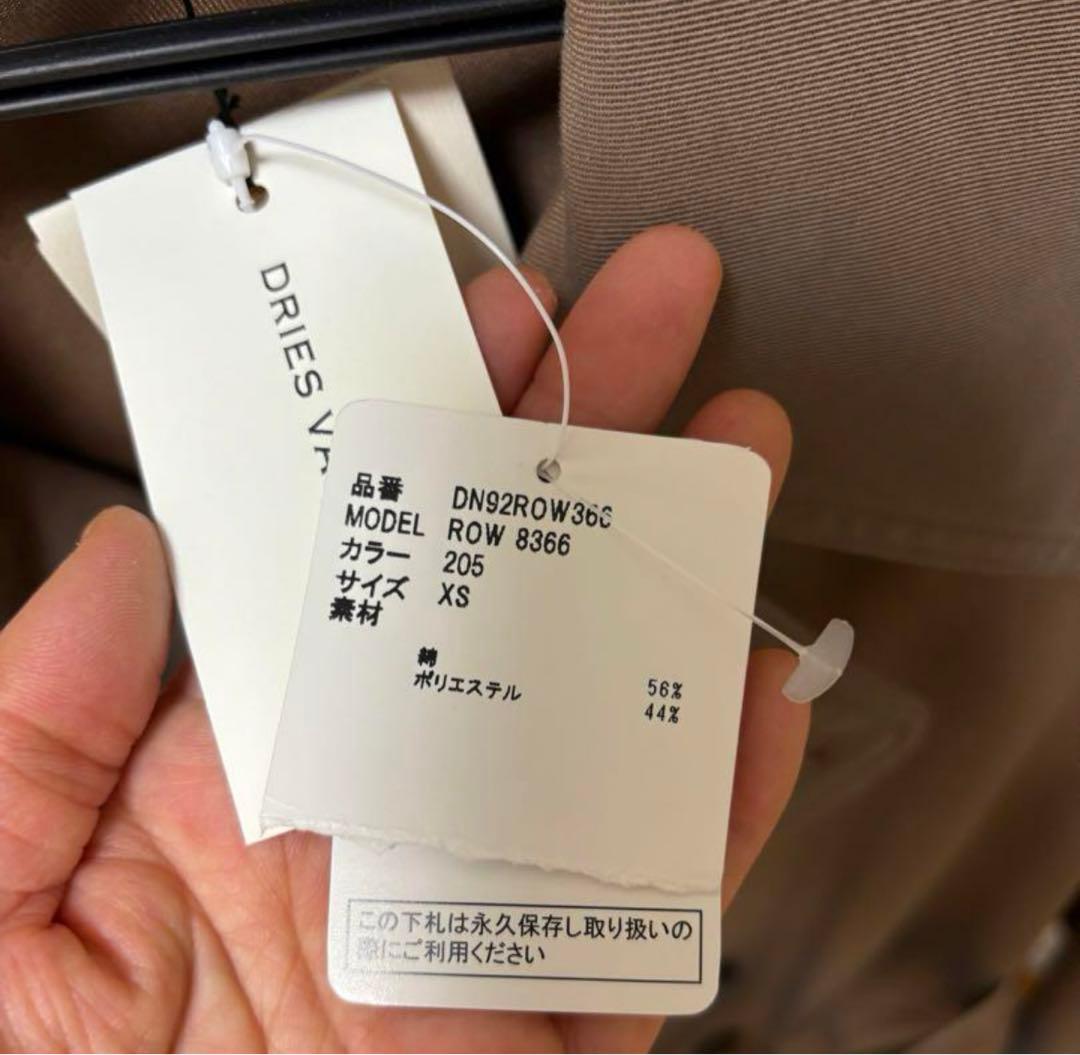 DRIES VA
品番 DN92ROW366
MODEL ROW 8366
カラー 205
サイズ XS
素材
綿 56%
ポリエステル 44%
この下札は永久保存し取り扱いの
際にご利用ください